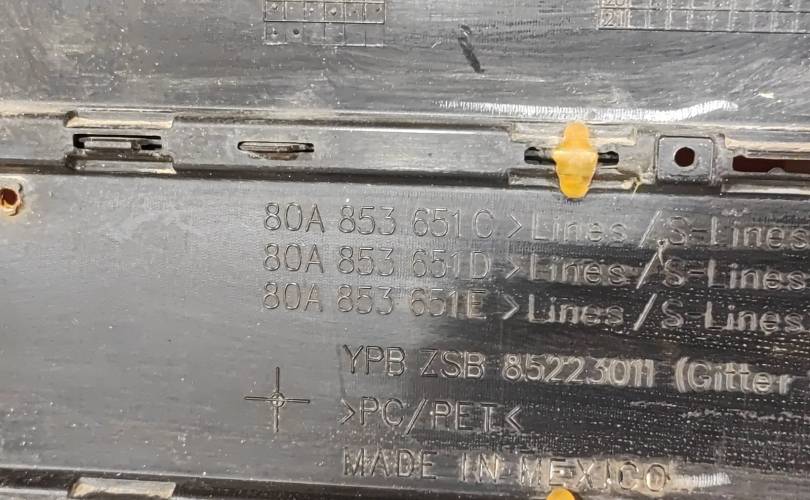 80A 853 651 C >Lines /S-Lines
80A 853 651 D >Lines /S-Lines
80A 853 651 E >Lines /S-Lines
YPB ZSB 85223011 (Gitter
>PC/PET<
MADE IN MEXICO